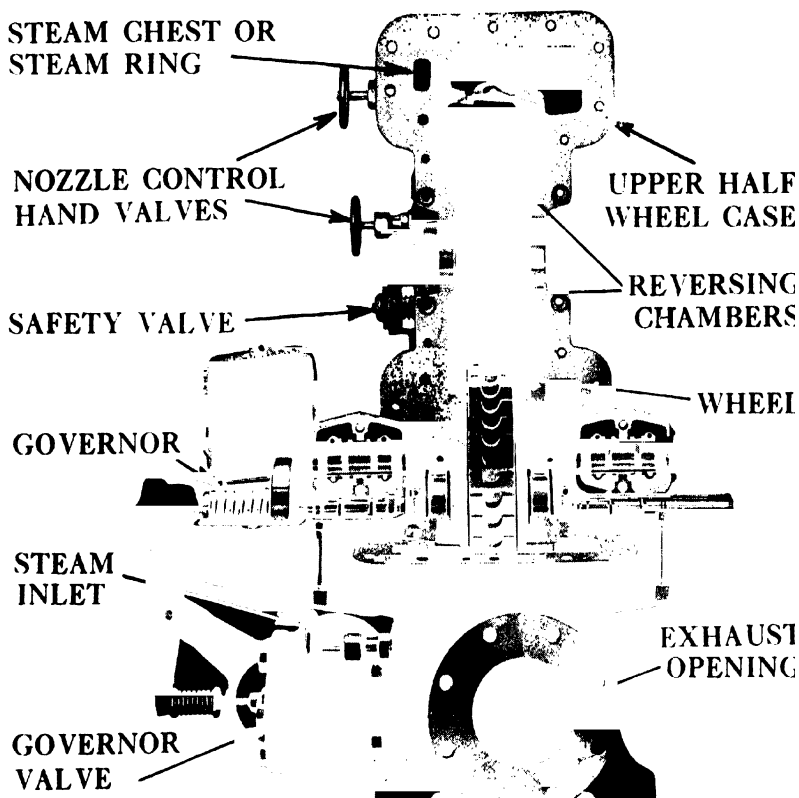 STEAM CHEST OR
STEAM RING
NOZZLE CONTROL
HAND VALVES
UPPER HALF
WHEEL CASE
REVERSING
CHAMBERS
SAFETY VALVE
WHEEL
GOVERNOR
STEAM
INLET
EXHAUST
OPENING
GOVERNOR
VALVE